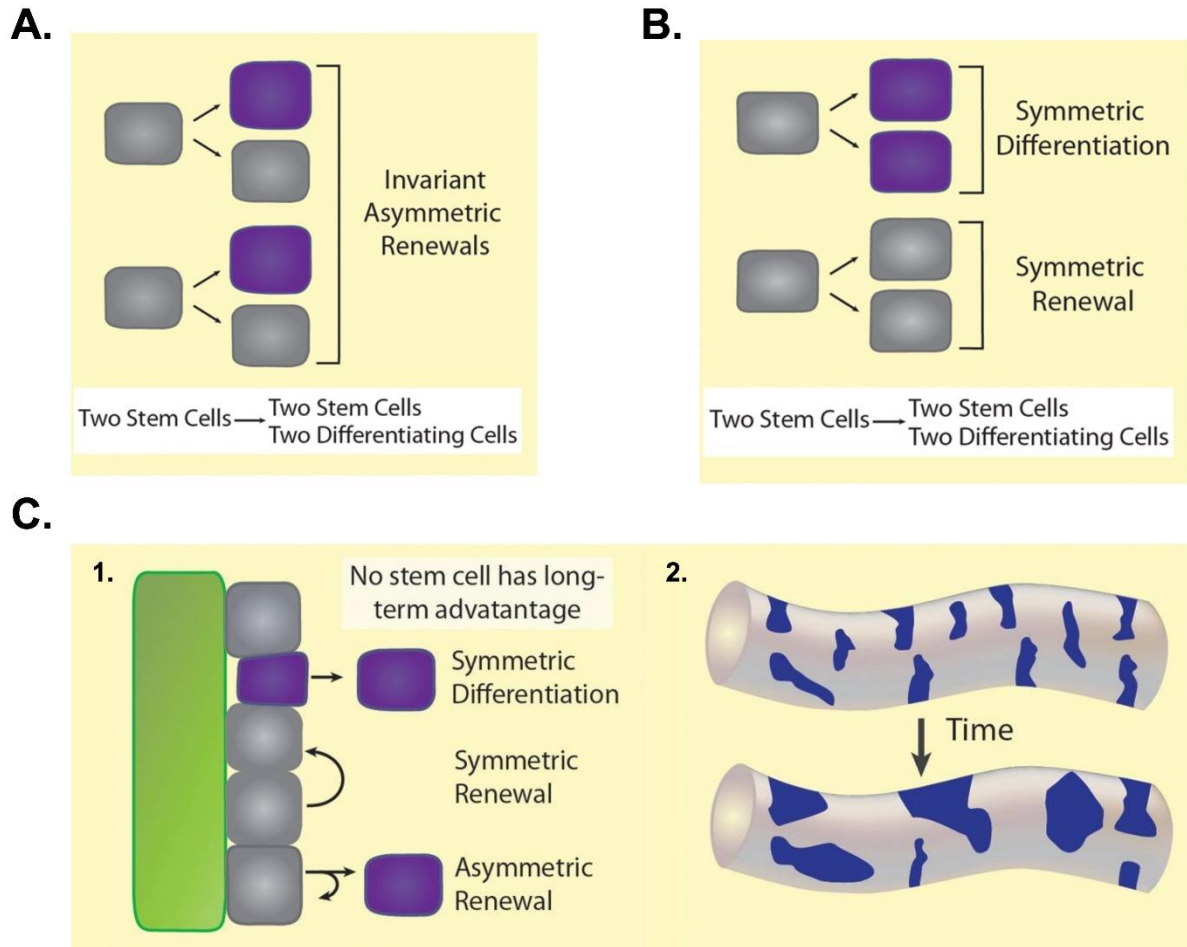 A.
Invariant
Asymmetric
Renewals
Two Stem Cells → Two Stem Cells
Two Differentiating Cells
B.
Symmetric
Differentiation
Symmetric
Renewal
Two Stem Cells → Two Stem Cells
Two Differentiating Cells
C.
1.
No stem cell has long-
term advatantage
Symmetric
Differentiation
Symmetric
Renewal
Asymmetric
Renewal
2.
Time